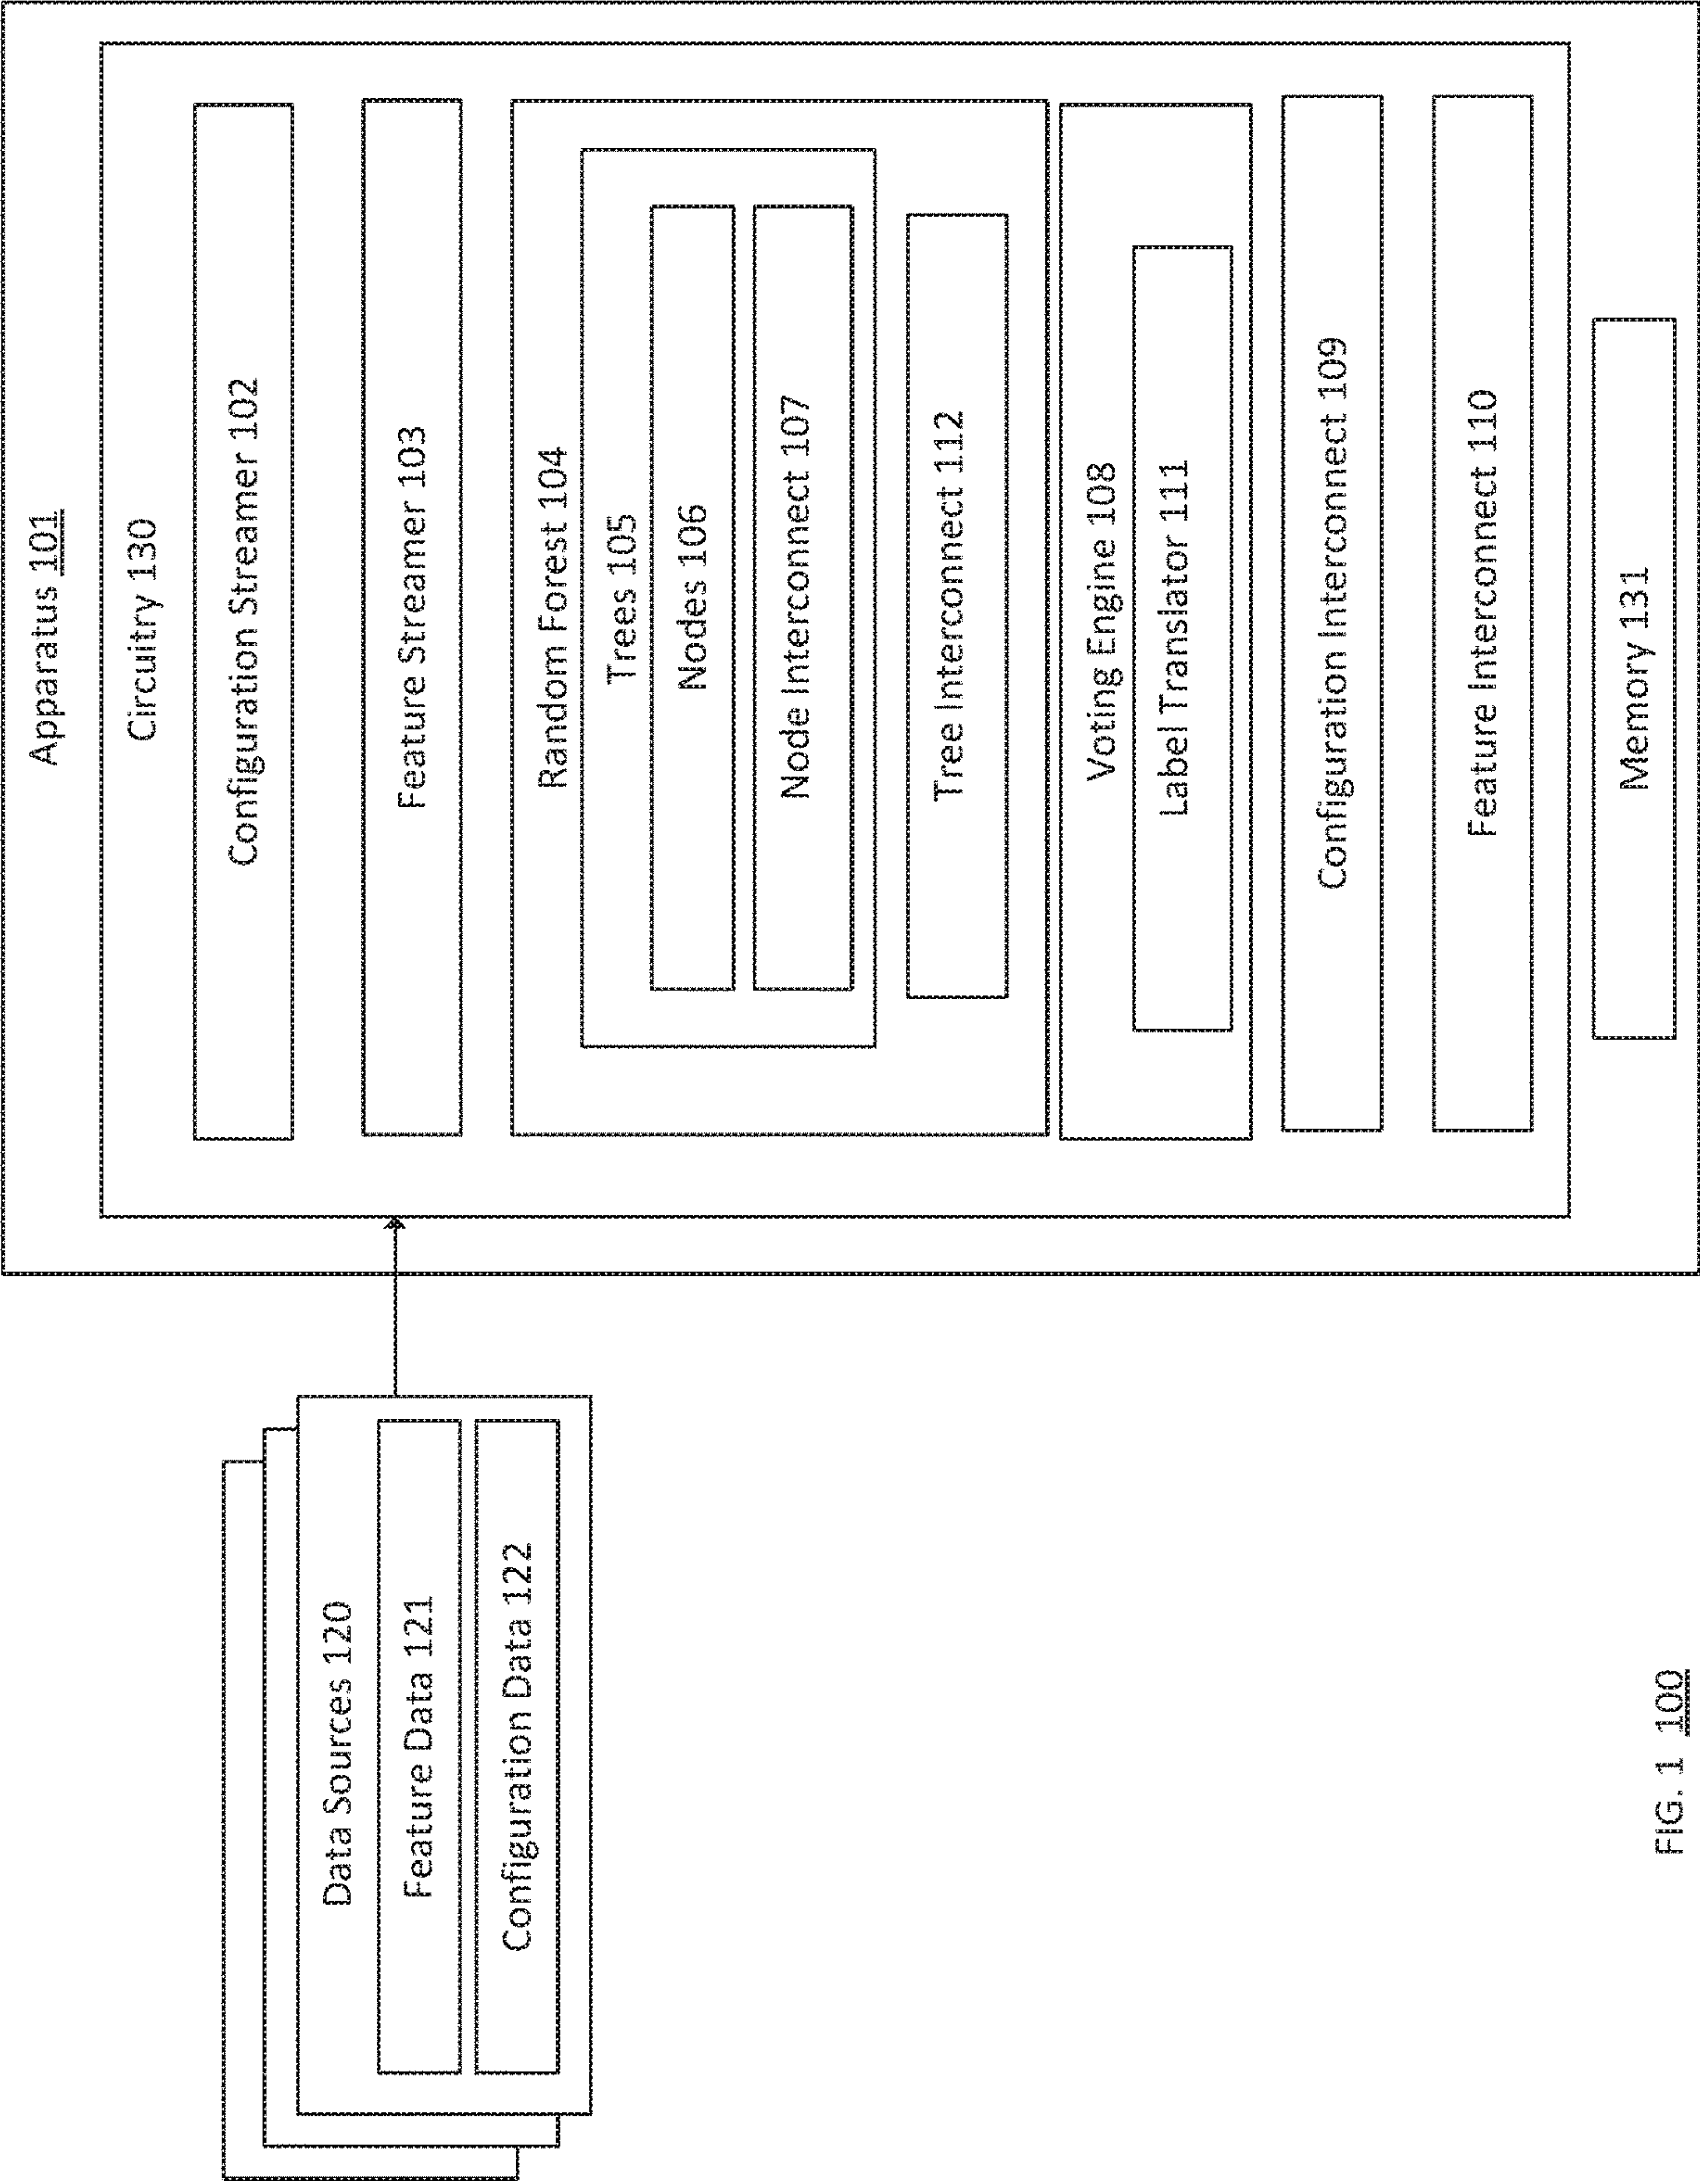 Data Sources 120
Feature Data 121
Configuration Data 122
Apparatus 101
Circuitry 130
Configuration Streamer 102
Feature Streamer 103
Random Forest 104
Trees 105
Nodes 106
Node Interconnect 107
Tree Interconnect 112
Voting Engine 108
Label Translator 111
Configuration Interconnect 109
Feature Interconnect 110
Memory 131
FIG. 1 100